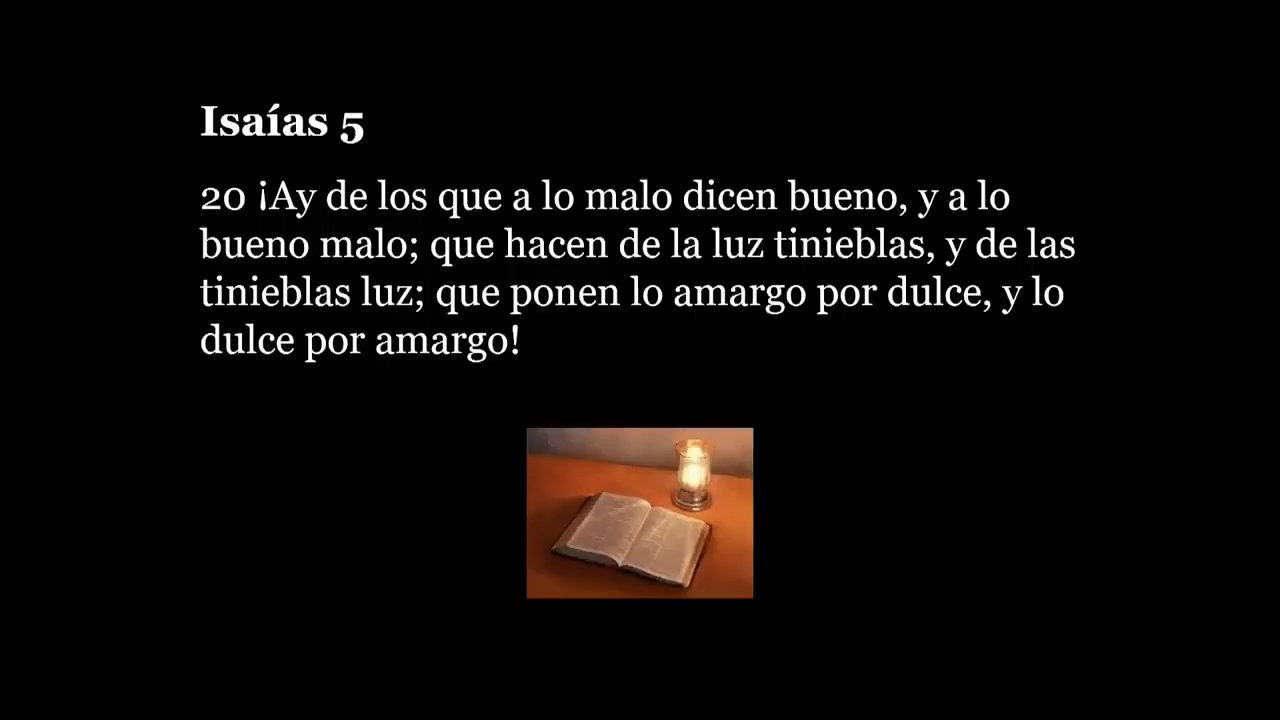 Isaías 5
20 ¡Ay de los que a lo malo dicen bueno, y a lo
bueno malo; que hacen de la luz tinieblas, y de las
tinieblas luz; que ponen lo amargo por dulce, y lo
dulce por amargo!